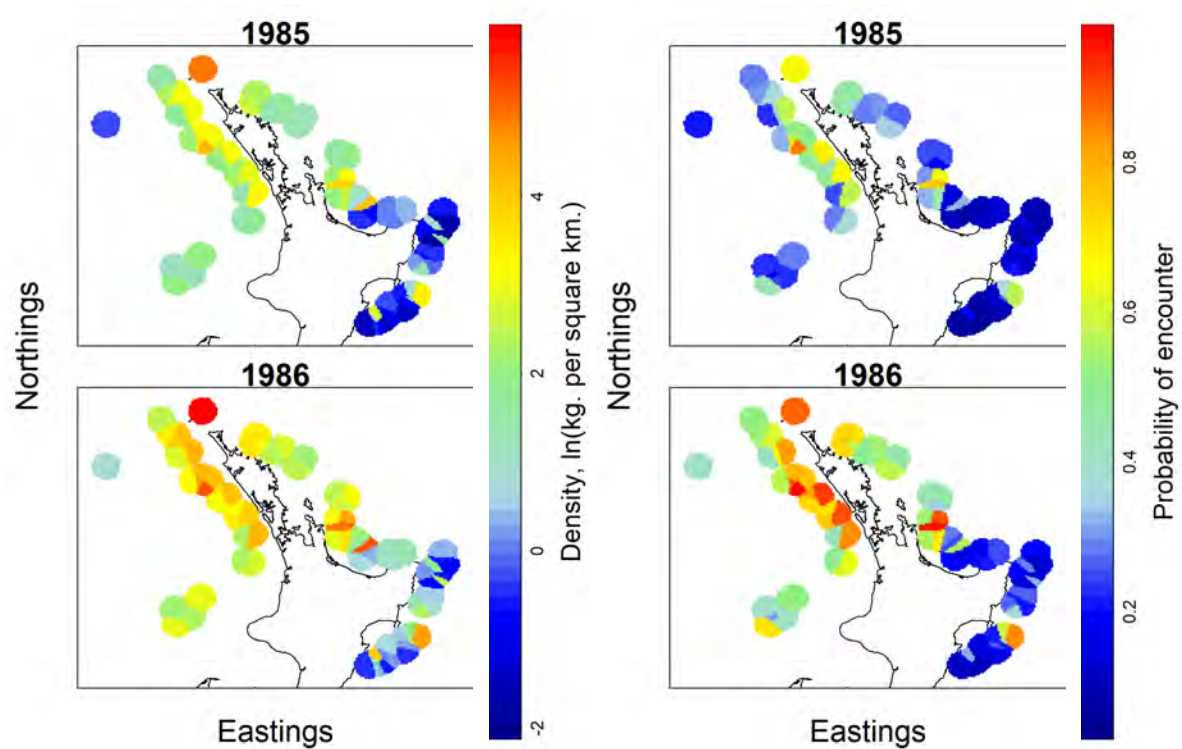 1985
1985
Northings
Northings
1986
1986
Eastings
Eastings
-2
0
2
4
Density, ln(kg. per square km.)
0.2
0.4
0.6
0.8
Probability of encounter